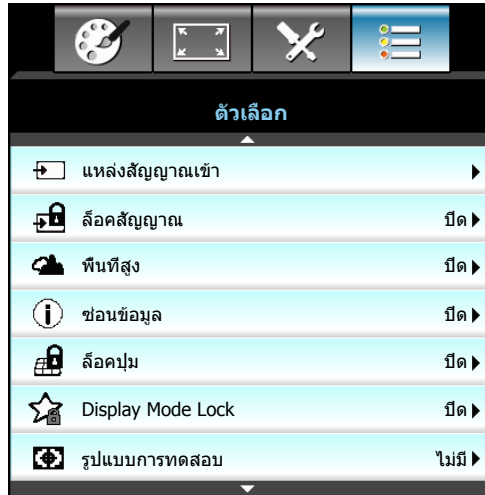 ตัวเลือก
แหล่งสัญญาณเข้า
ล็อคสัญญาณ ปิด
พื้นที่สูง ปิด
ซ่อนข้อมูล ปิด
ล็อคปุ่ม ปิด
Display Mode Lock ปิด
รูปแบบการทดสอบ ไม่มี